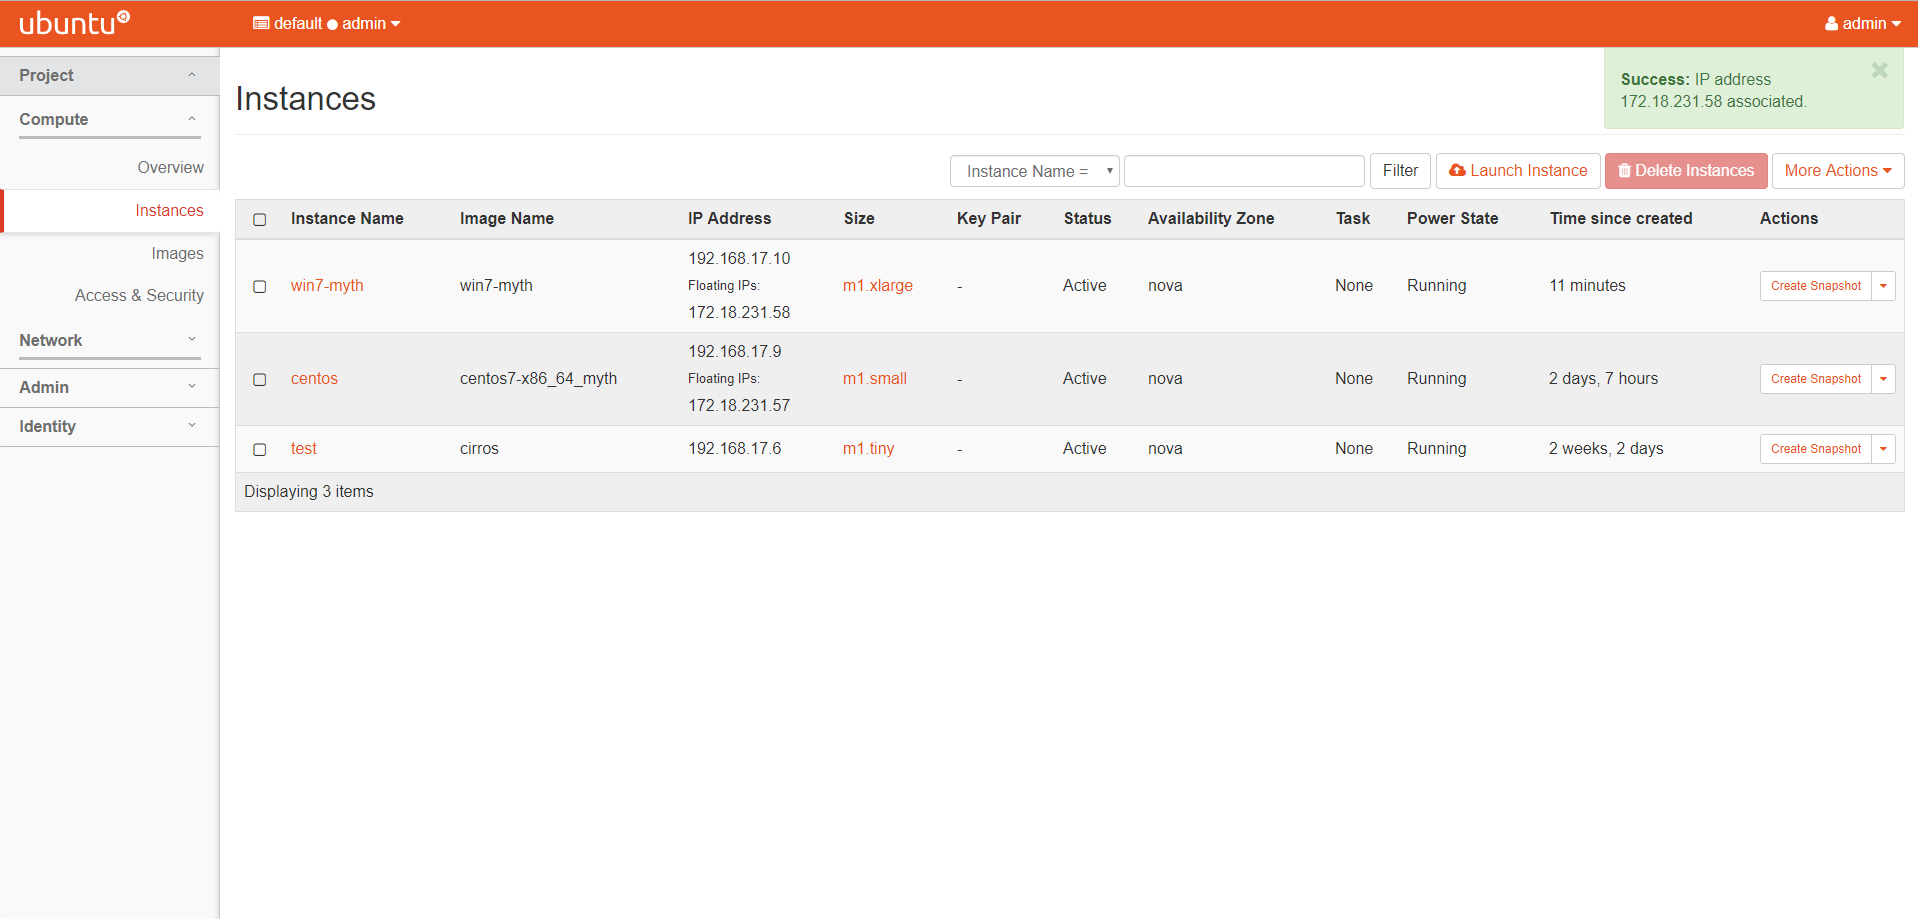 ubuntu
default ● admin
admin
Project
Compute
Overview
Instances
Images
Access & Security
Network
Admin
Identity
Instances
Success: IP address
172.18.231.58 associated.
Instance Name = Filter Launch Instance Delete Instances More Actions
Instance Name Image Name IP Address Size Key Pair Status Availability Zone Task Power State Time since created Actions
192.168.17.10
Floating IPs:
172.18.231.58
win7-myth win7-myth m1.xlarge - Active nova None Running 11 minutes Create Snapshot
192.168.17.9
Floating IPs:
172.18.231.57
centos centos7-x86_64_myth m1.small - Active nova None Running 2 days, 7 hours Create Snapshot
test cirros 192.168.17.6 m1.tiny - Active nova None Running 2 weeks, 2 days Create Snapshot
Displaying 3 items